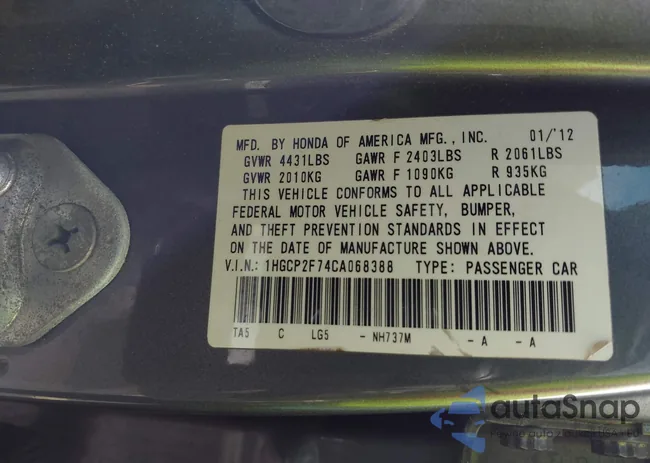 MFD. BY HONDA OF AMERICA MFG., INC. 01/'12
GVWR 4431LBS GAWR F 2403LBS R 2061LBS
GVWR 2010KG GAWR F 1090KG R 935KG
THIS VEHICLE CONFORMS TO ALL APPLICABLE
FEDERAL MOTOR VEHICLE SAFETY, BUMPER,
AND THEFT PREVENTION STANDARDS IN EFFECT
ON THE DATE OF MANUFACTURE SHOWN ABOVE.
V.I.N.: 1HGCP2F74CA068388 TYPE: PASSENGER CAR
TA5 C LG5 - NH737M - A - A
autoSnap